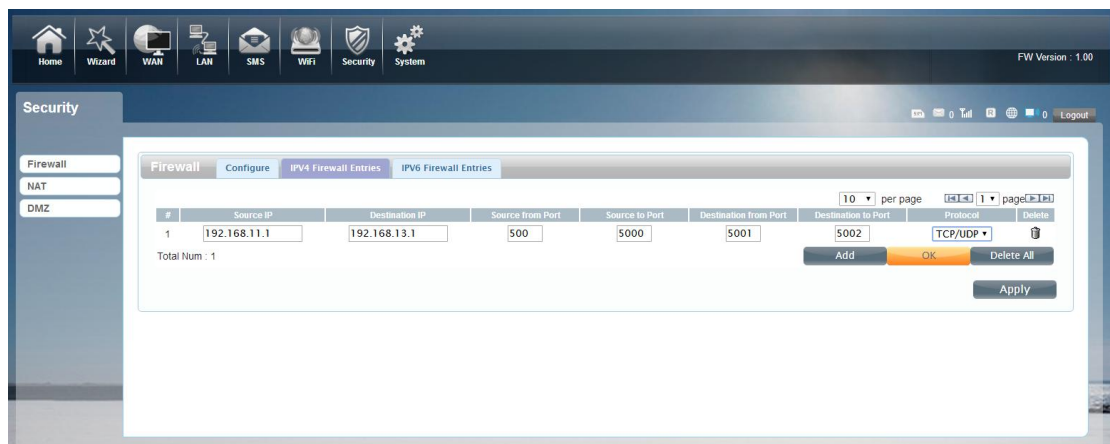 Home Wizard WAN LAN SMS WiFi Security System
FW Version : 1.00
Security
0 R 0 Logout
Firewall
NAT
DMZ
Firewall Configure IPV4 Firewall Entries IPV6 Firewall Entries
10 per page 1 page
# Source IP Destination IP Source from Port Source to Port Destination from Port Destination to Port Protocol Delete
1 192.168.11.1 192.168.13.1 500 5000 5001 5002 TCP/UDP
Total Num : 1
Add OK Delete All
Apply